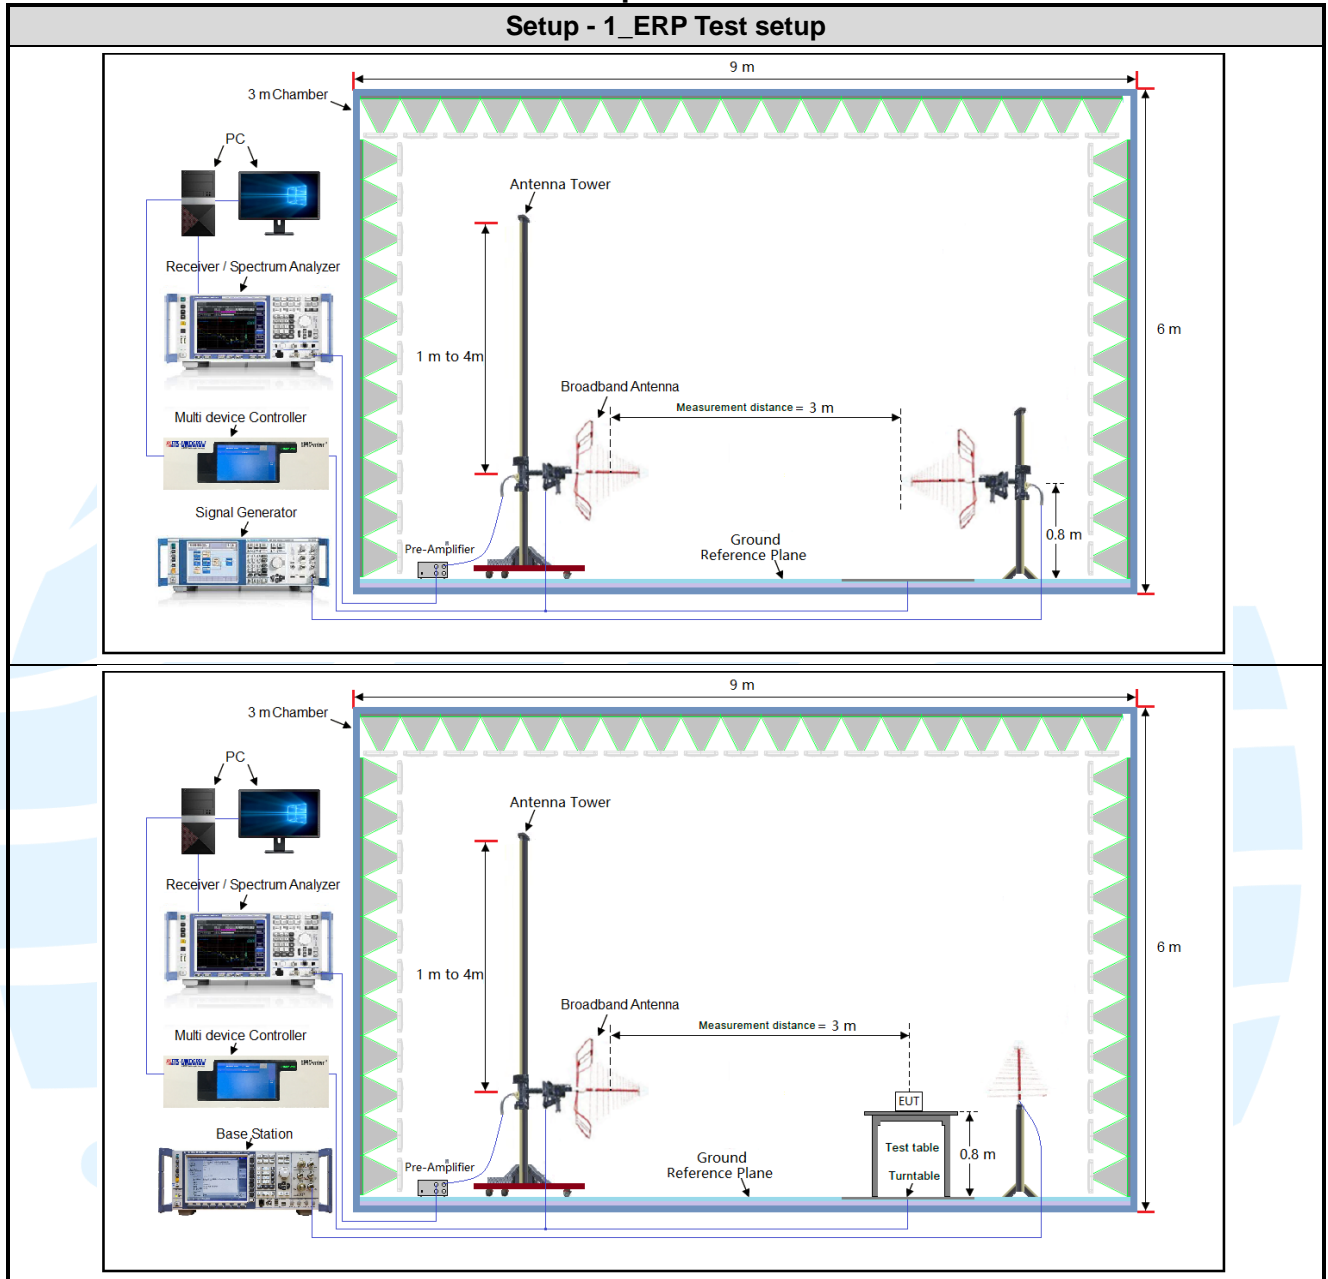 Setup - 1_ERP Test setup
9 m
3 m Chamber
PC
Antenna Tower
Receiver / Spectrum Analyzer
6 m
1 m to 4m
Broadband Antenna
Measurement distance = 3 m
Multi device Controller
Signal Generator
Ground
Reference Plane
0.8 m
Pre-Amplifier
9 m
3 m Chamber
PC
Antenna Tower
Receiver / Spectrum Analyzer
6 m
1 m to 4m
Broadband Antenna
Measurement distance = 3 m
Multi device Controller
EUT
Base Station
Test table
0.8 m
Ground
Reference Plane
Pre-Amplifier
Turntable